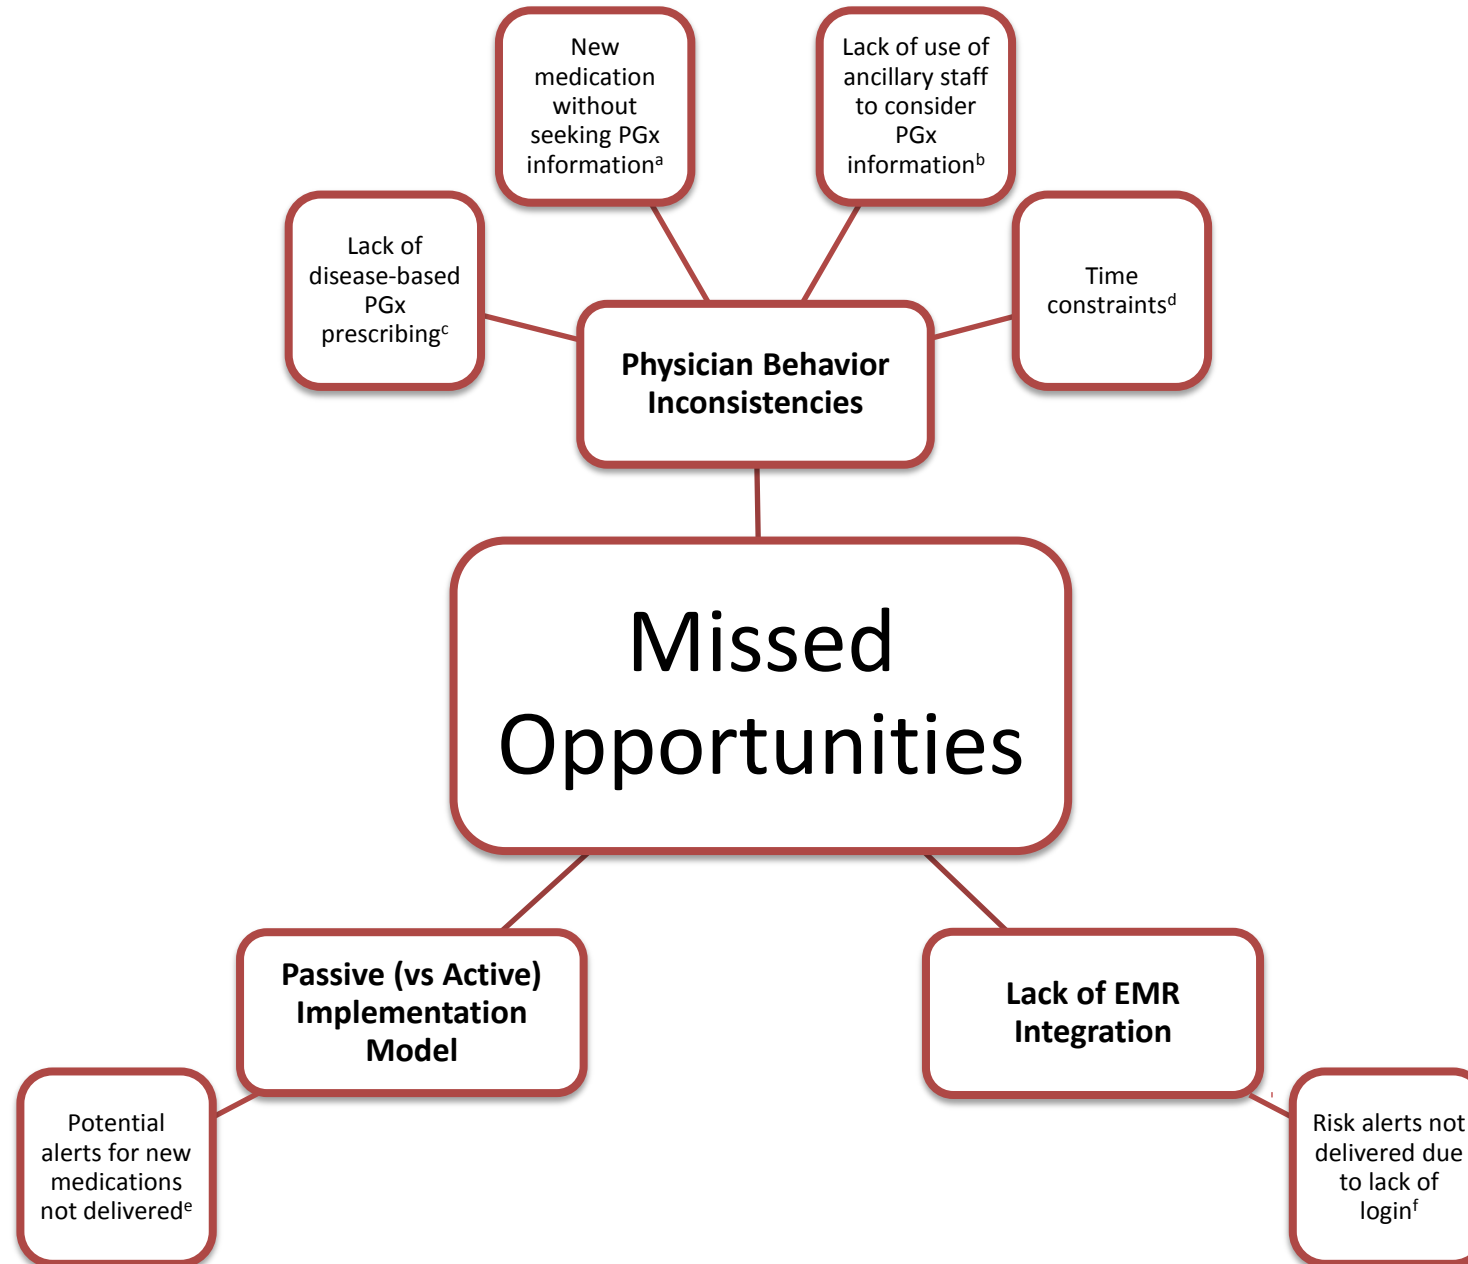 New
medication
without
seeking PGx
informationᵃ
Lack of use of
ancillary staff
to consider
PGx
informationᵇ
Lack of
disease-based
PGx
prescribingᶜ
Time
constraintsᵈ
Physician Behavior
Inconsistencies
Missed
Opportunities
Passive (vs Active)
Implementation
Model
Lack of EMR
Integration
Potential
alerts for new
medications
not deliveredᵉ
Risk alerts not
delivered due
to lack of
loginᶠ